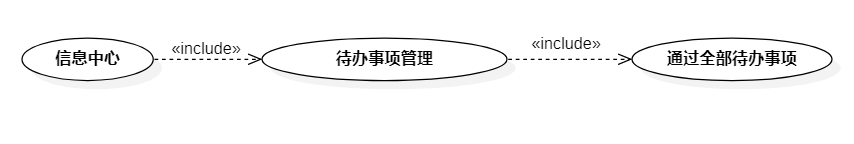 信息中心
«include»
待办事项管理
«include»
通过全部待办事项